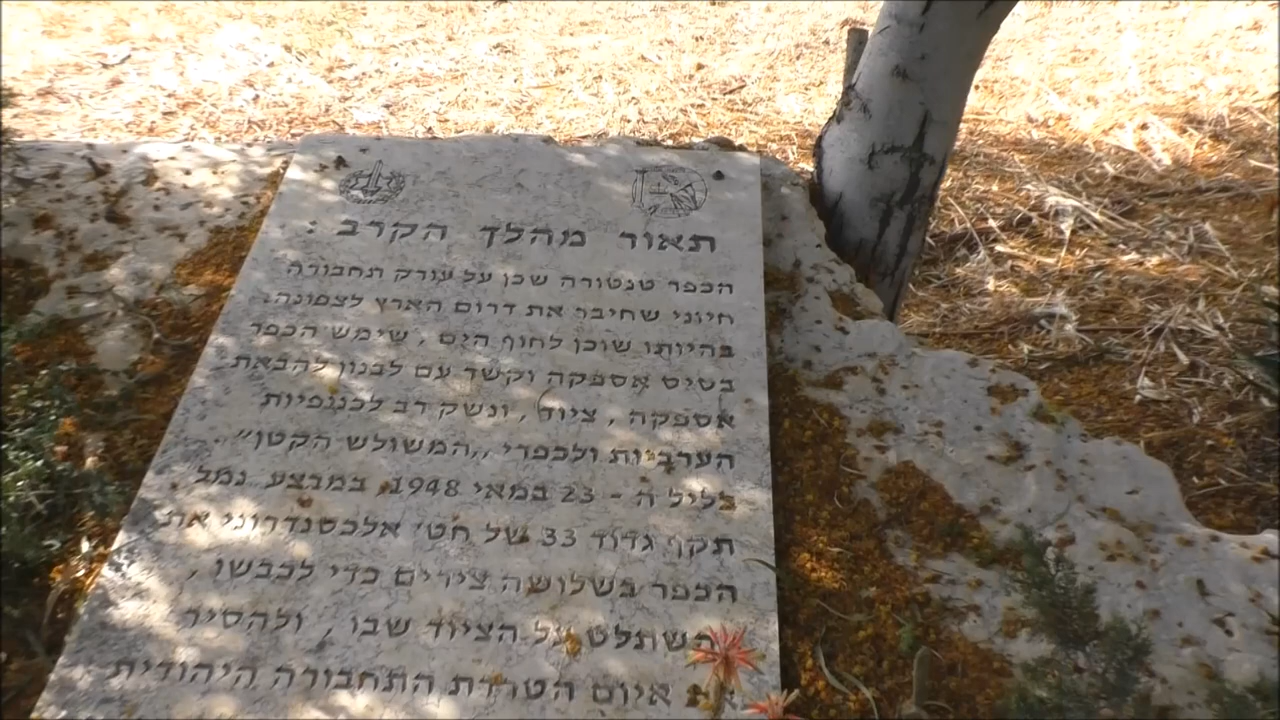 תאור מהלך הקרב :
הכפר טנטורה שכן על עורק תחבורה
חיוני שחיבר את דרום הארץ לצפונה.
בהיותו שוכן לחוף הים , שימש הכפר
בסיס אספקה וקשר עם לבנון להבאת
אספקה , ציוד , ונשק רב לכנופיות
הערביות ולכפרי ,,המשולש הקטן״ .
בליל ה - 23 במאי 1948, במבצע נמל
תקף גדוד 33 של חט' אלכסנדרוני את
הכפר בשלושה צירים כדי לכבשו ,
השתלט על הציוד שבו , ולהסיר
את איום הטרדת התחבורה היהודית